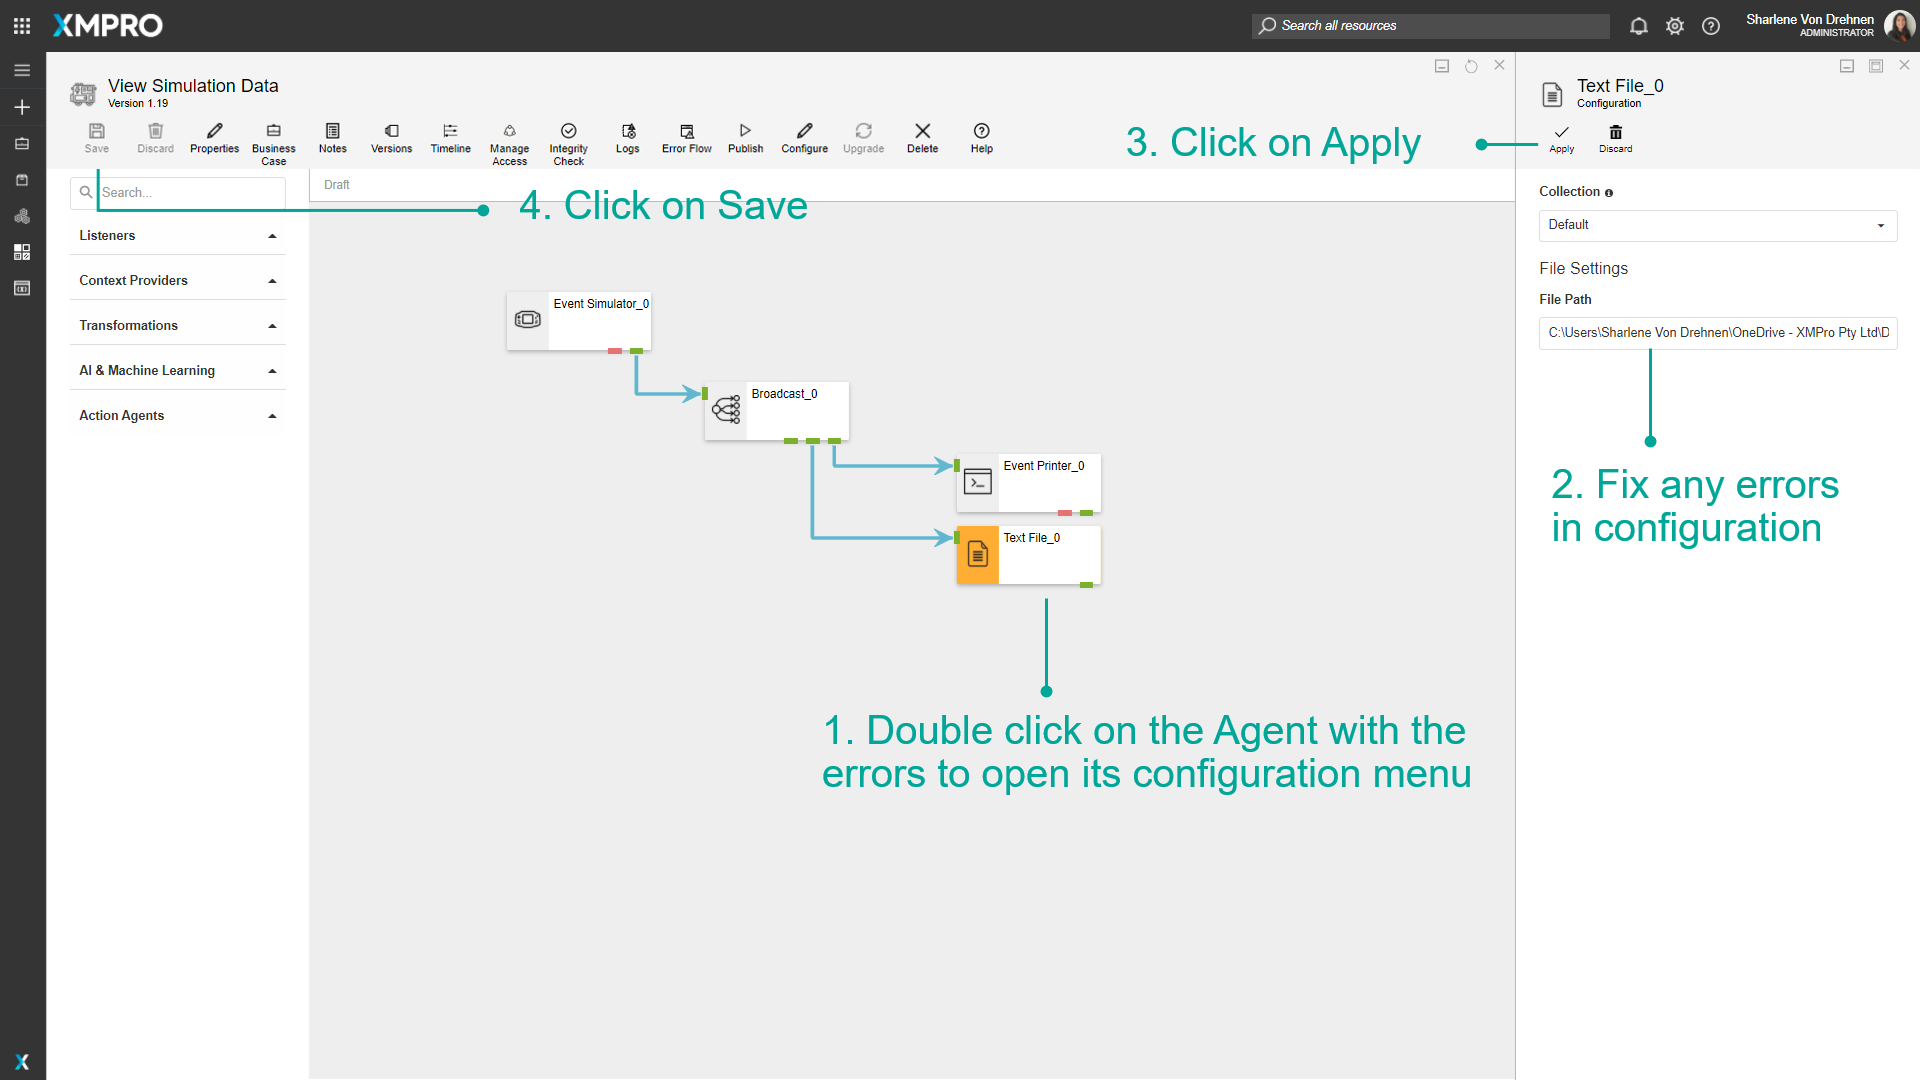 XMPRO
Search all resources
Sharlene Von Drehnen
ADMINISTRATOR
View Simulation Data
Version 1.19
Save
Discard
Properties
Business
Case
Notes
Versions
Timeline
Manage
Access
Integrity
Check
Logs
Error Flow
Publish
Configure
Upgrade
Delete
Help
3. Click on Apply
Text File_0
Configuration
Apply
Discard
Search...
Draft
4. Click on Save
Listeners
Context Providers
Transformations
AI & Machine Learning
Action Agents
Event Simulator_0
Broadcast_0
Event Printer_0
Text File_0
1. Double click on the Agent with the
errors to open its configuration menu
Collection
Default
File Settings
File Path
C:\Users\Sharlene Von Drehnen\OneDrive - XMPro Pty Ltd\D
2. Fix any errors
in configuration
X